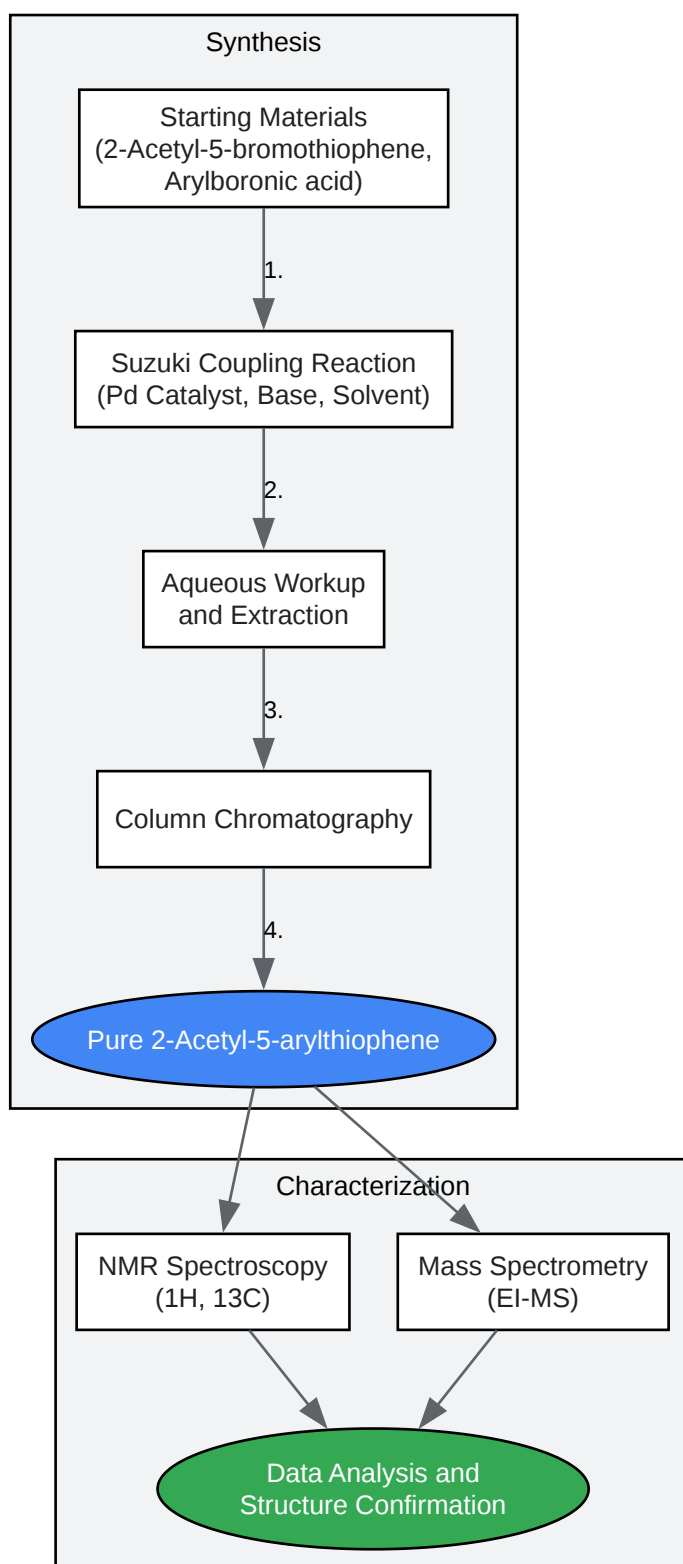 Synthesis
Starting Materials
(2-Acetyl-5-bromothiophene,
Arylboronic acid)
1.
Suzuki Coupling Reaction
(Pd Catalyst, Base, Solvent)
2.
Aqueous Workup
and Extraction
3.
Column Chromatography
4.
Pure 2-Acetyl-5-arylthiophene
Characterization
NMR Spectroscopy
(1H, 13C)
Mass Spectrometry
(EI-MS)
Data Analysis and
Structure Confirmation